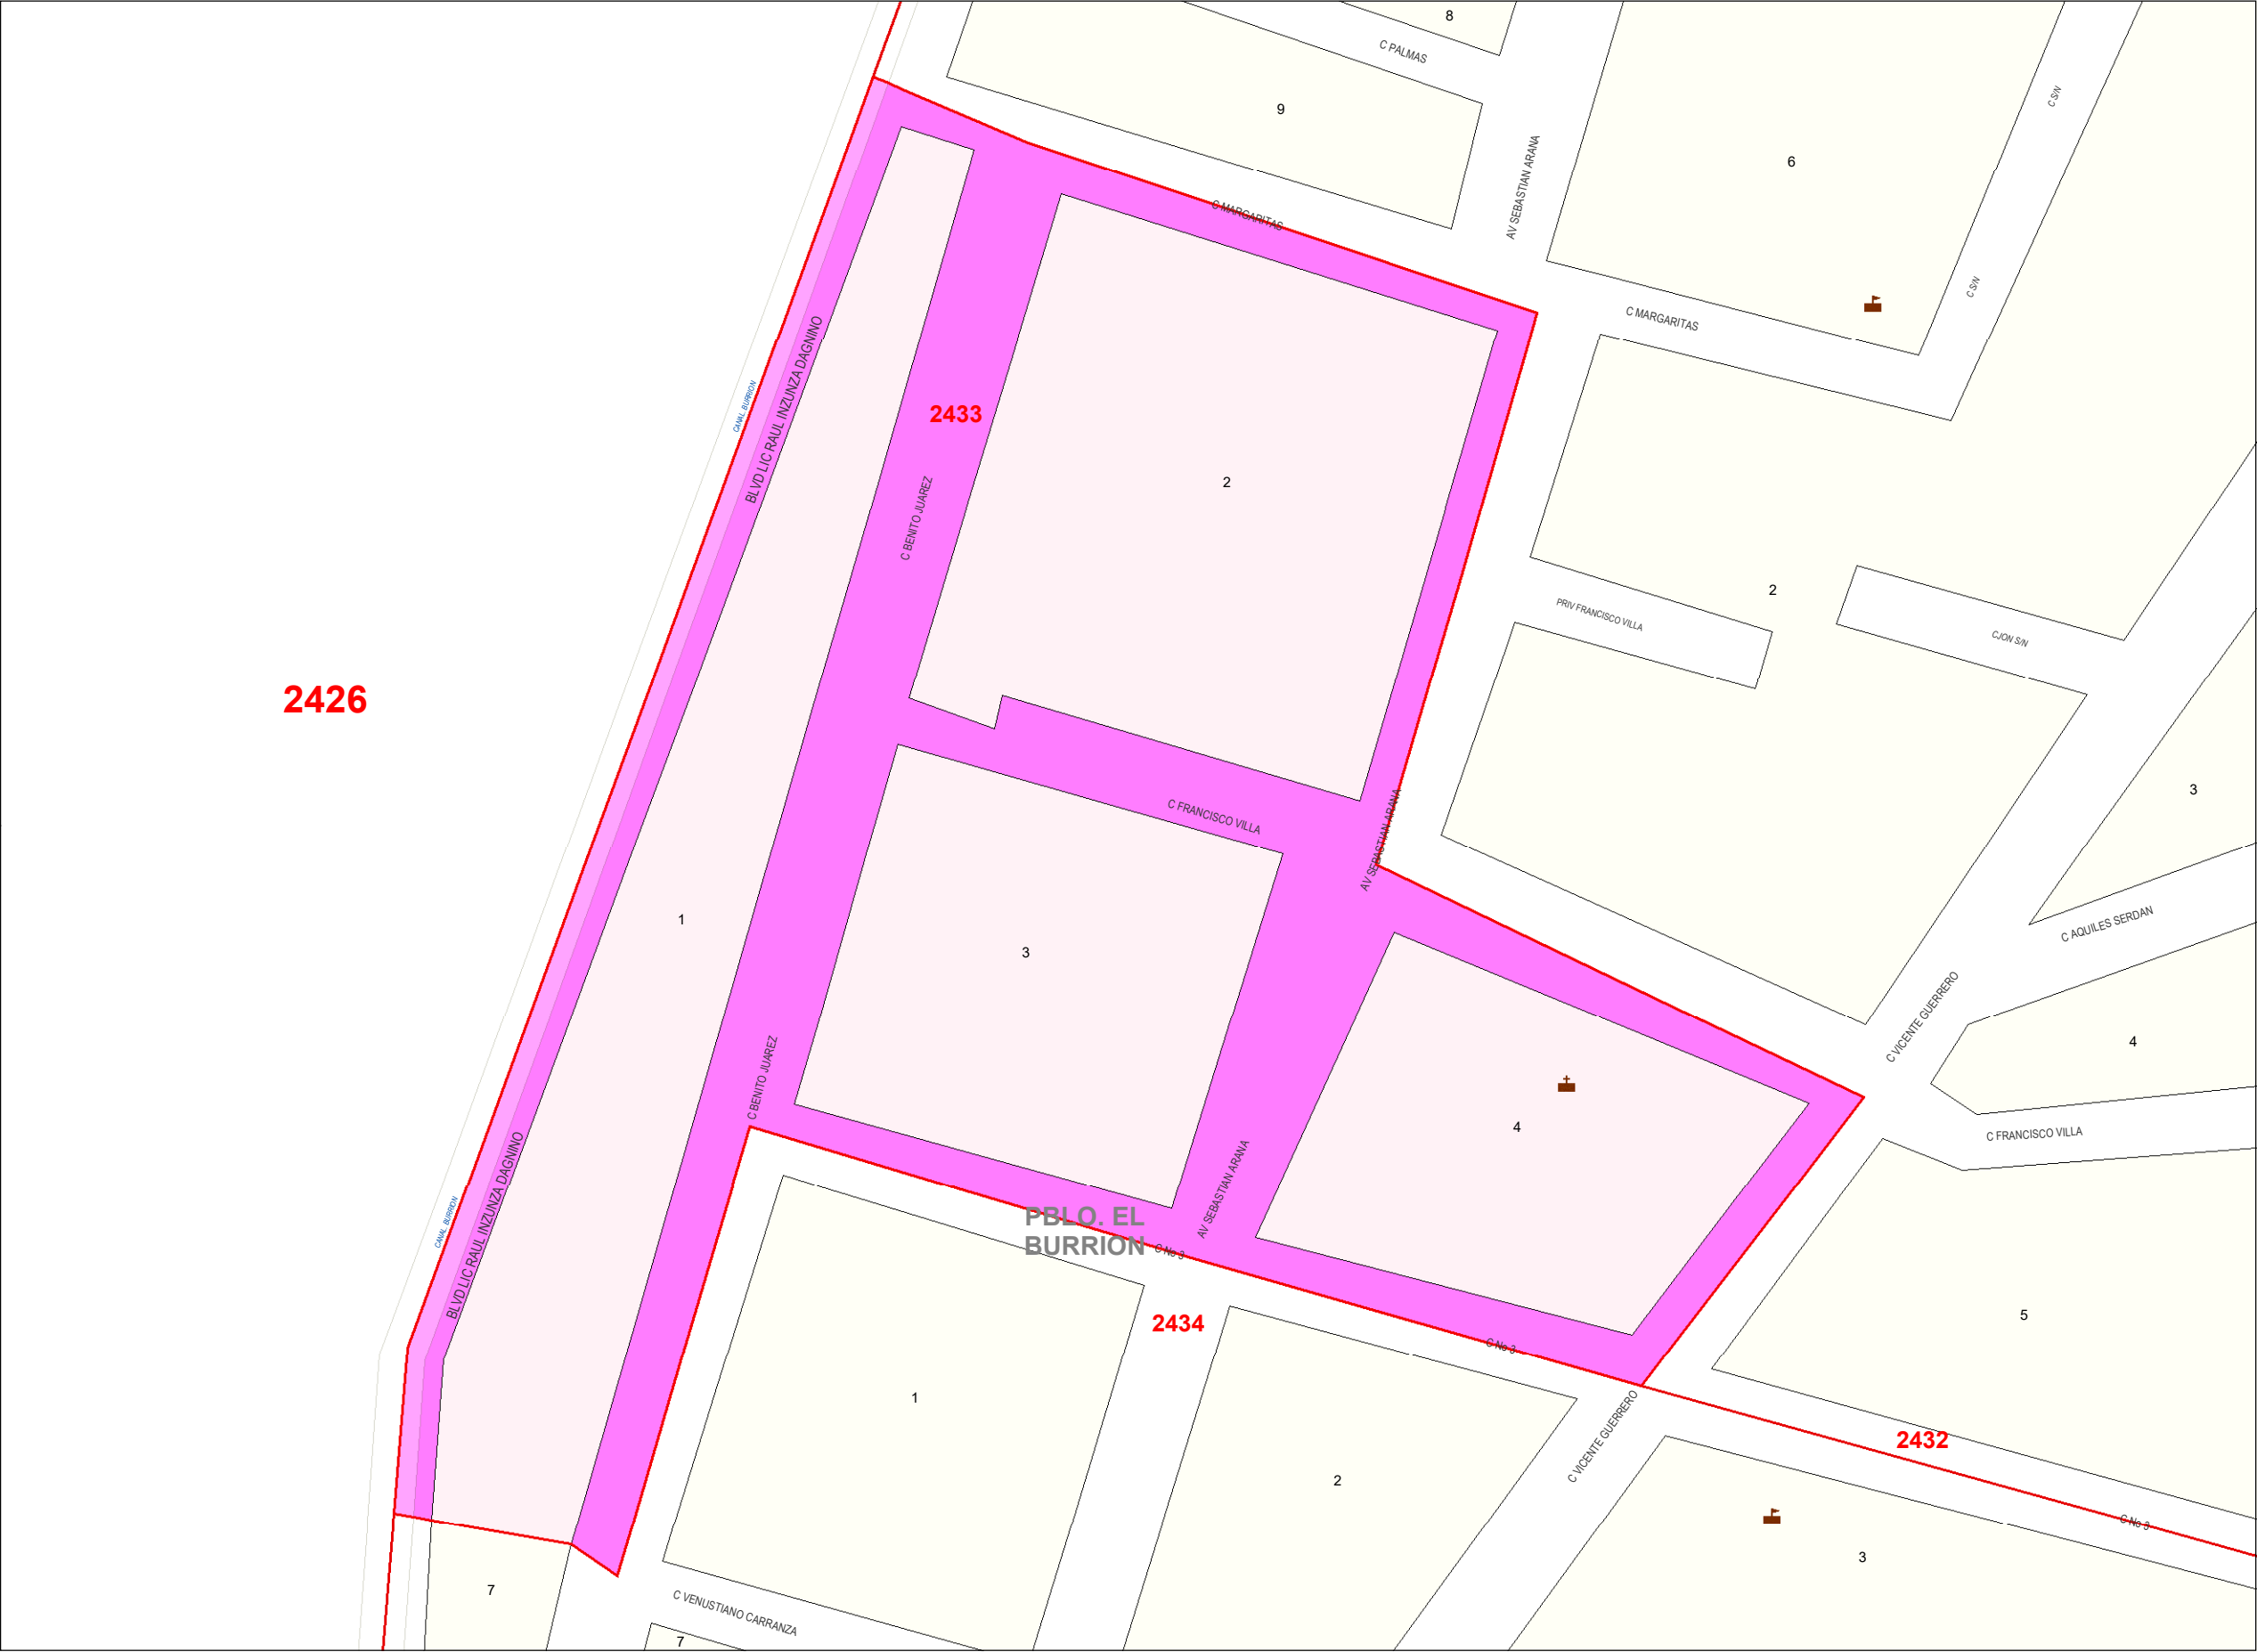 8
C PALMAS
C S/N
9
6
AV SEBASTIAN ARANA
C MARGARITAS
C S/N
C MARGARITAS
BLVD LIC RAUL INZUNZA DAGNINO
CANAL BURRION
2433
2
C BENITO JUAREZ
2
PRIV FRANCISCO VILLA
CJON S/N
2426
3
C FRANCISCO VILLA
AV SEBASTIAN ARANA
1
3
C AQUILES SERDAN
C VICENTE GUERRERO
4
C BENITO JUAREZ
4
C FRANCISCO VILLA
BLVD LIC RAUL INZUNZA DAGNINO
CANAL BURRION
AV SEBASTIAN ARANA
PBLO. EL
BURRION
C No 3
2434
5
C No 3
1
C VICENTE GUERRERO
2432
2
C No 3
3
7
C VENUSTIANO CARRANZA
7